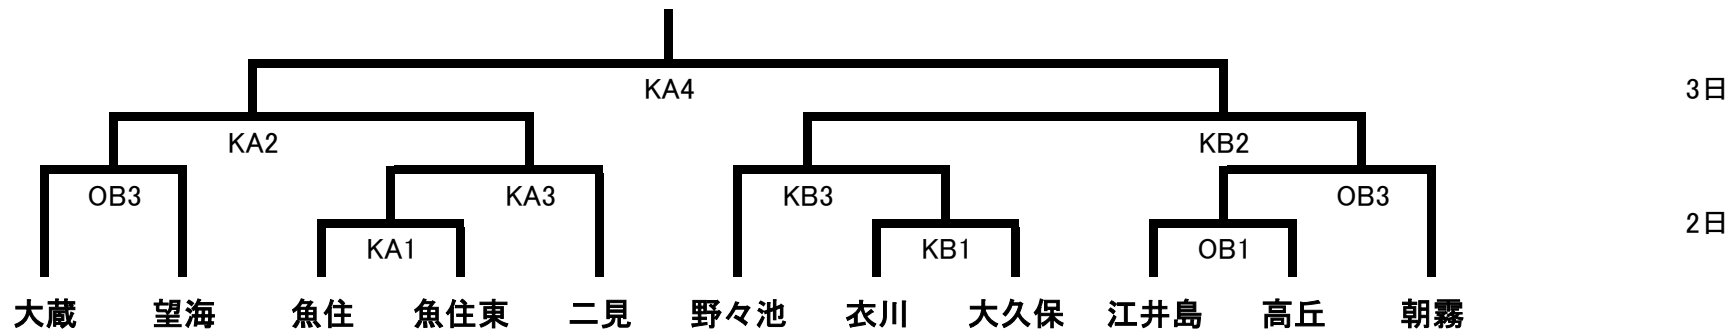 KA4 3日
KA2 KB2
OB3 KA3 KB3 OB3
2日
KA1 KB1 OB1
大蔵 望海 魚住 魚住東 二見 野々池 衣川 大久保 江井島 高丘 朝霧